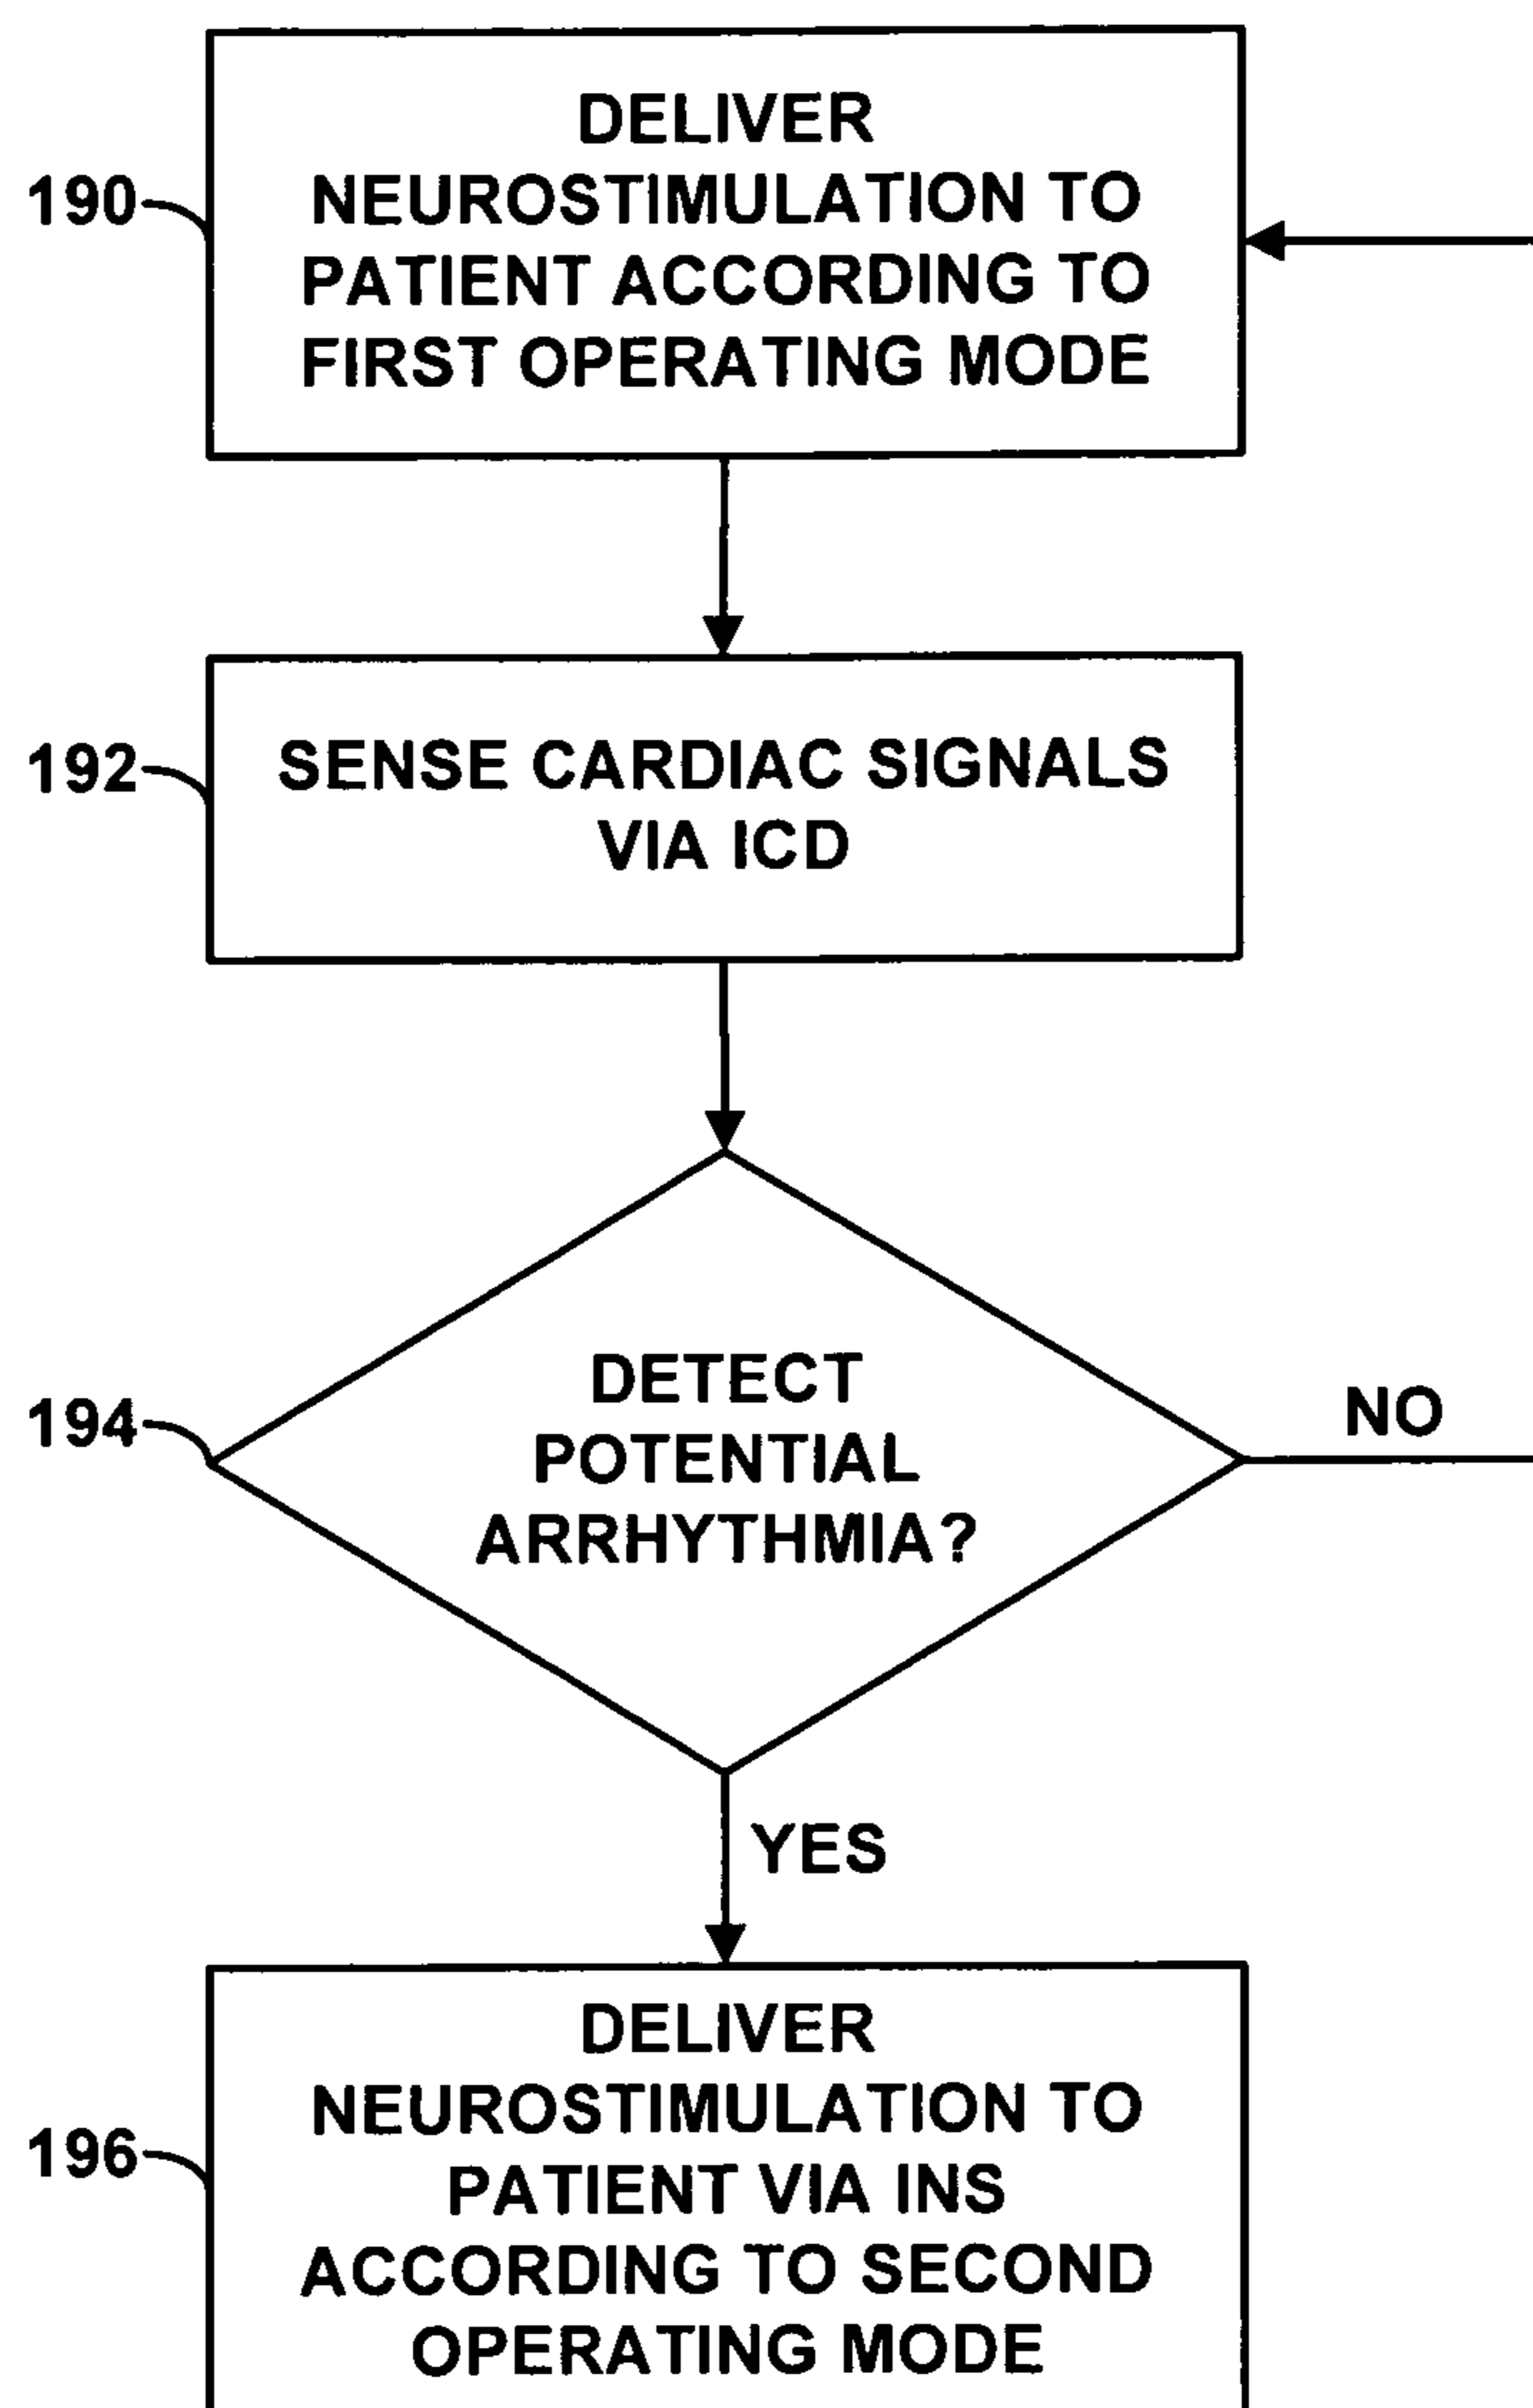 DELIVER
190
NEUROSTIMULATION TO
PATIENT ACCORDING TO
FIRST OPERATING MODE
192
SENSE CARDIAC SIGNALS
VIA ICD
DETECT
194
POTENTIAL
ARRHYTHMIA?
NO
YES
DELIVER
NEUROSTIMULATION TO
196
PATIENT VIA INS
ACCORDING TO SECOND
OPERATING MODE